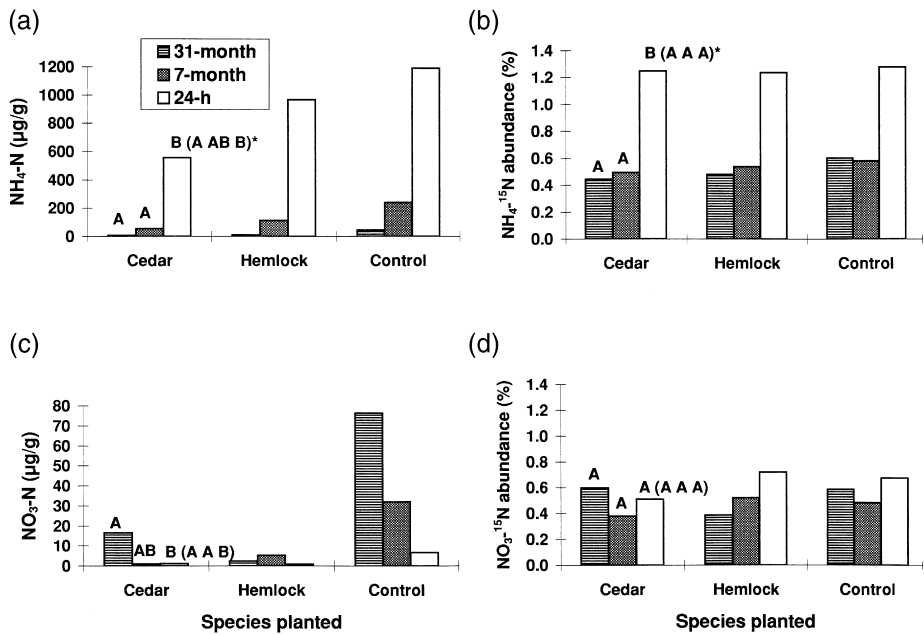 (a)
31-month
7-month
24-h
NH₄-N (µg/g)
1200
1000
800
600
400
200
0
A A B (A AB B)*
Cedar Hemlock Control
(b)
NH₄-¹⁵N abundance (%)
1.4
1.2
1.0
0.8
0.6
0.4
0.2
0.0
A A B (A A A)*
Cedar Hemlock Control
(c)
NO₃-N (µg/g)
80
70
60
50
40
30
20
10
0
A AB B (A A B)
Cedar Hemlock Control
Species planted
(d)
NO₃-¹⁵N abundance (%)
1.4
1.2
1.0
0.8
0.6
0.4
0.2
0.0
A A A (A A A)
Cedar Hemlock Control
Species planted